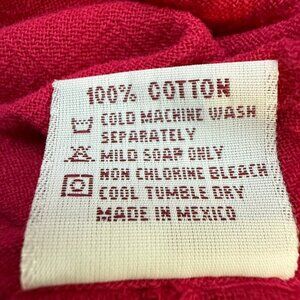 100% COTTON
COLD MACHINE WASH
SEPARATELY
MILD SOAP ONLY
NON CHLORINE BLEACH
COOL TUMBLE DRY
MADE IN MEXICO